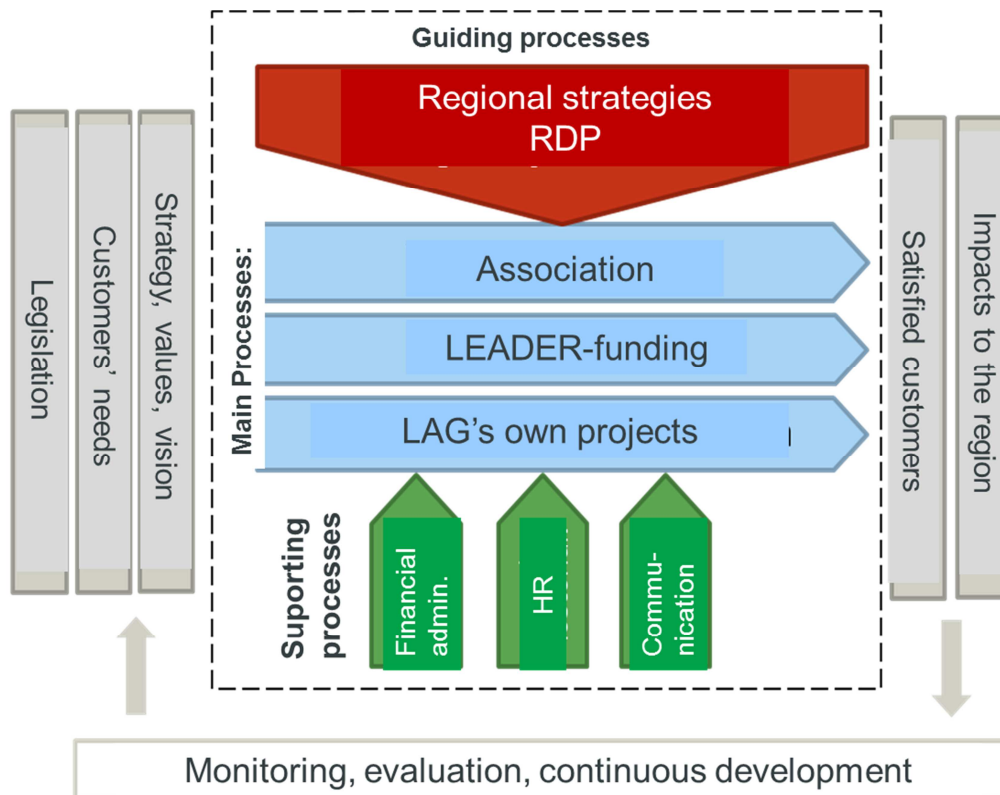 Guiding processes
Regional strategies
RDP
Legislation
Customers' needs
Strategy, values, vision
Main Processes:
Association
LEADER-funding
LAG's own projects
Suporting
processes
Financial
admin.
HR
Commu-
nication
Satisfied customers
Impacts to the region
Monitoring, evaluation, continuous development